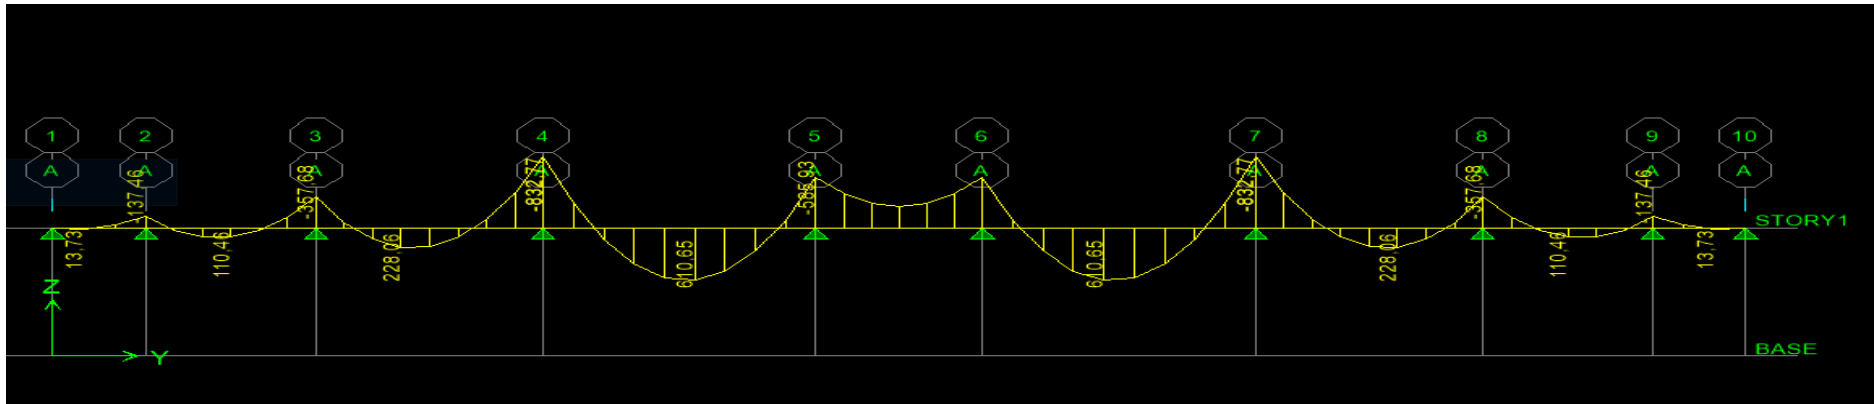 1 2 3 4 5 6 7 8 9 10
A A A A A A A A A A
-137,46 -357,68 -832,77 -832,77 -357,68 -137,46
STORY1
13,73 110,46 228,06 610,65 610,65 228,06 110,46 13,73
Z
Y
BASE